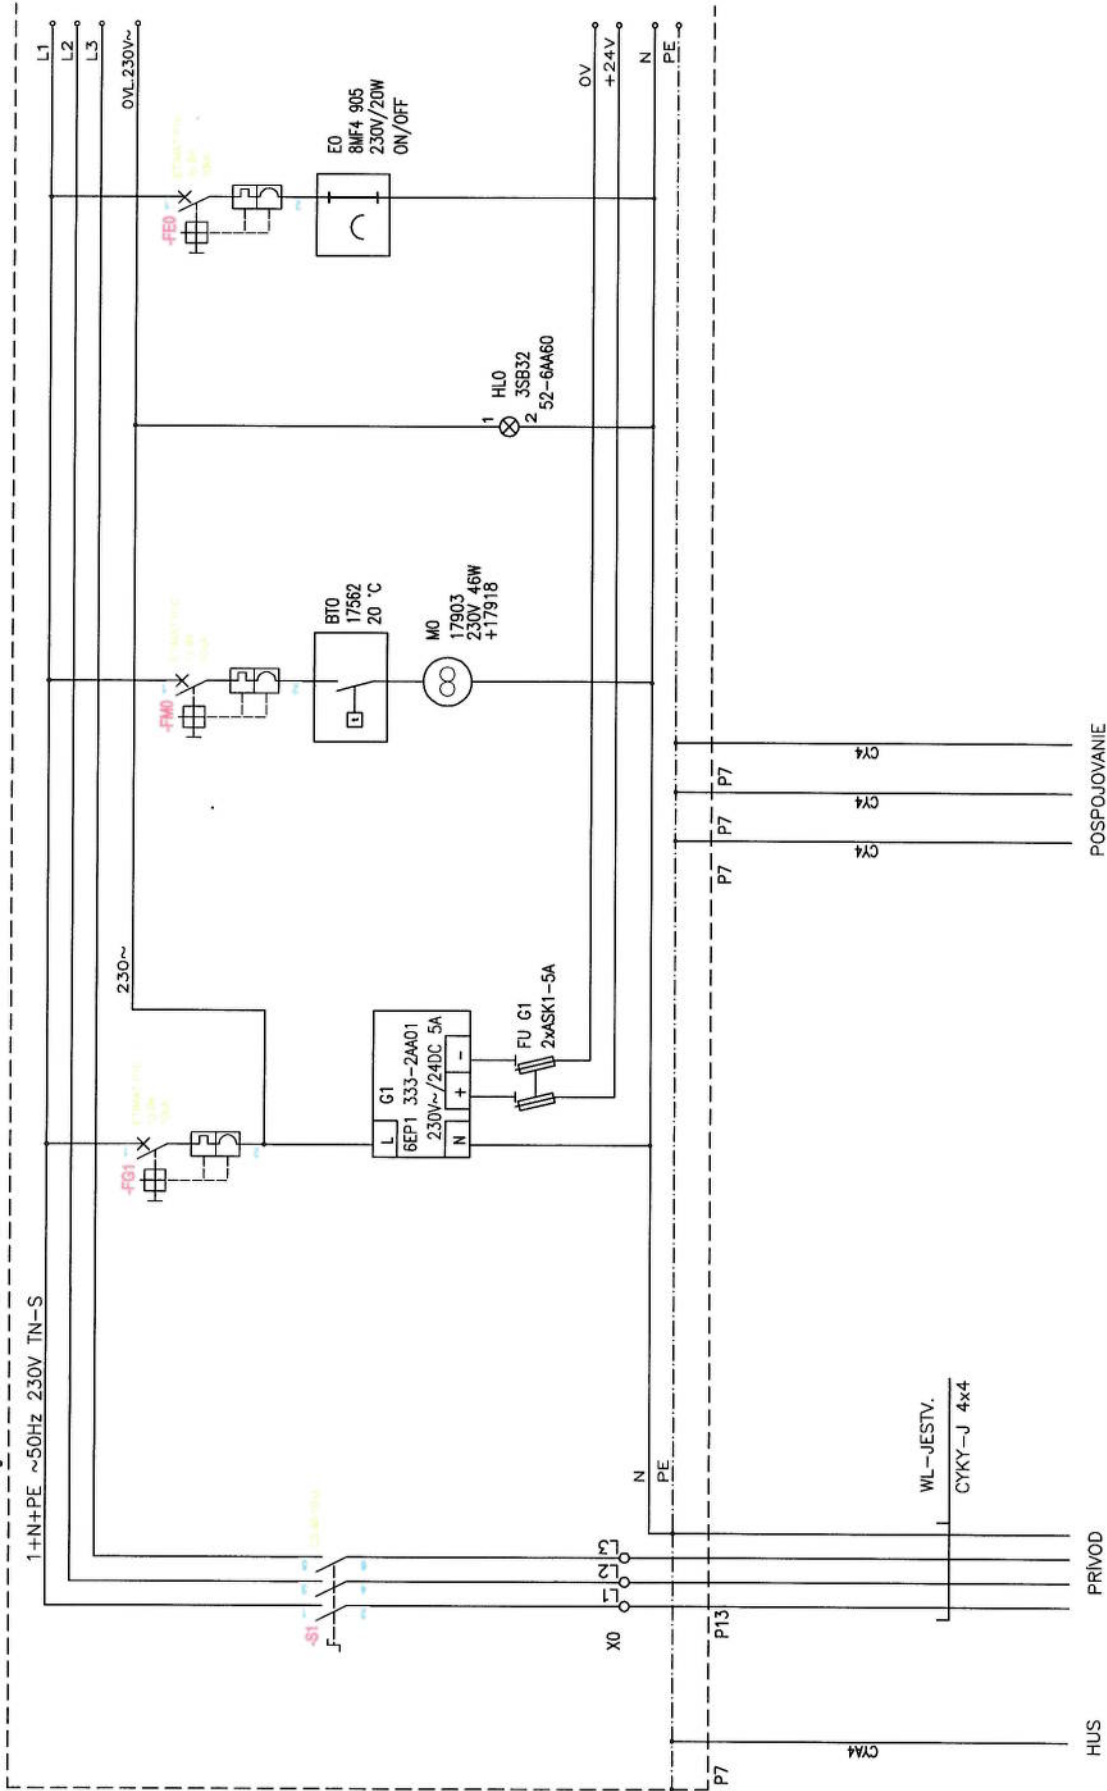 1+N+PE ~50Hz 230V TN-S
L1
L2
L3
OVL.230V~
230~
-FG1
-FM0
-FE0
-S1
G1
6EP1 333-2AA01
230V~/24DC 5A
L
N
+
-
FU G1
2xASK1-5A
BT0
17562
20 °C
t
M0
17903
230V 46W
+17918
HL0
3SB32
52-6AA60
1
2
E0
8MF4 905
230V/20W
ON/OFF
0V
+24V
N
PE
N
PE
X0
L1
L2
L3
P7
P13
P7
P7
P7
CYA4
CY4
CY4
CY4
WL-JESTV.
CYKY-J 4x4
HUS
PRÍVOD
POSPOJOVANIE